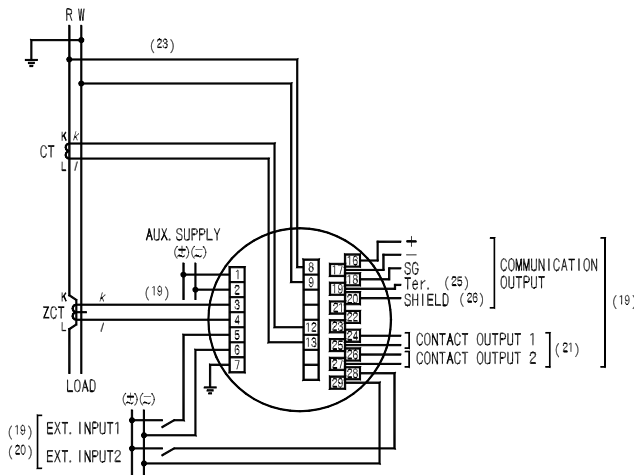 R W
(23)
K k
CT
L l
AUX. SUPPLY
(±)(−)
K k
(19)
ZCT
L l
LOAD
1
2
3
4
5
6
7
8
9
12
13
16
17
18
19
20
21
22
23
24
25
26
27
28
29
+
−
SG
Ter. (25)
SHIELD (26)
COMMUNICATION
OUTPUT
(19)
CONTACT OUTPUT 1
CONTACT OUTPUT 2
(21)
(±)(−)
(19)
(20)
EXT. INPUT1
EXT. INPUT2